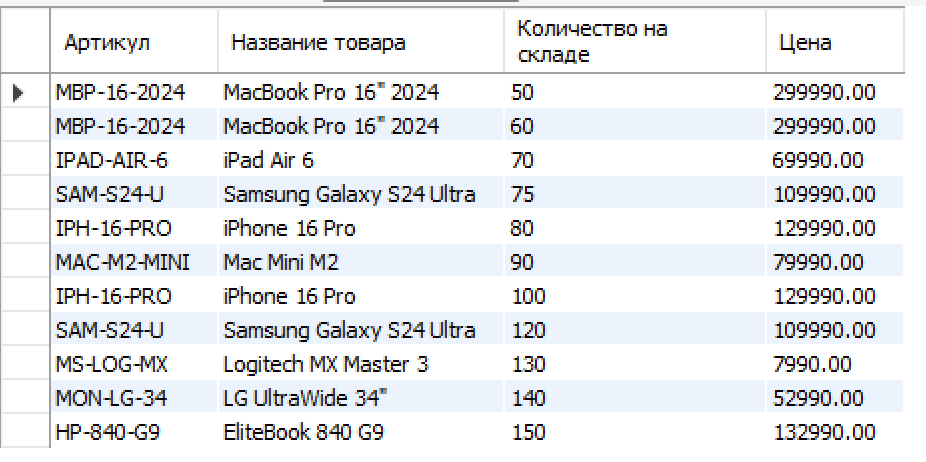 Артикул Название товара Количество на складе Цена
MBP-16-2024 MacBook Pro 16" 2024 50 299990.00
MBP-16-2024 MacBook Pro 16" 2024 60 299990.00
IPAD-AIR-6 iPad Air 6 70 69990.00
SAM-S24-U Samsung Galaxy S24 Ultra 75 109990.00
IPH-16-PRO iPhone 16 Pro 80 129990.00
MAC-M2-MINI Mac Mini M2 90 79990.00
IPH-16-PRO iPhone 16 Pro 100 129990.00
SAM-S24-U Samsung Galaxy S24 Ultra 120 109990.00
MS-LOG-MX Logitech MX Master 3 130 7990.00
MON-LG-34 LG UltraWide 34" 140 52990.00
HP-840-G9 EliteBook 840 G9 150 132990.00